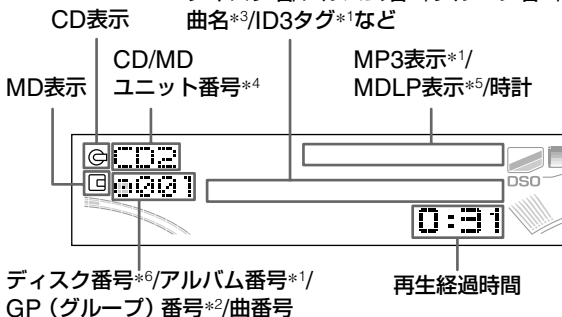 CD表示
曲名*3/ID3タグ*1など
CD/MD
ユニット番号*4
MP3表示*1/
MDLP表示*5/時計
MD表示
CD2
0001
DSO
0:31
ディスク番号*6/アルバム番号*1/
GP（グループ）番号*2/曲番号
再生経過時間